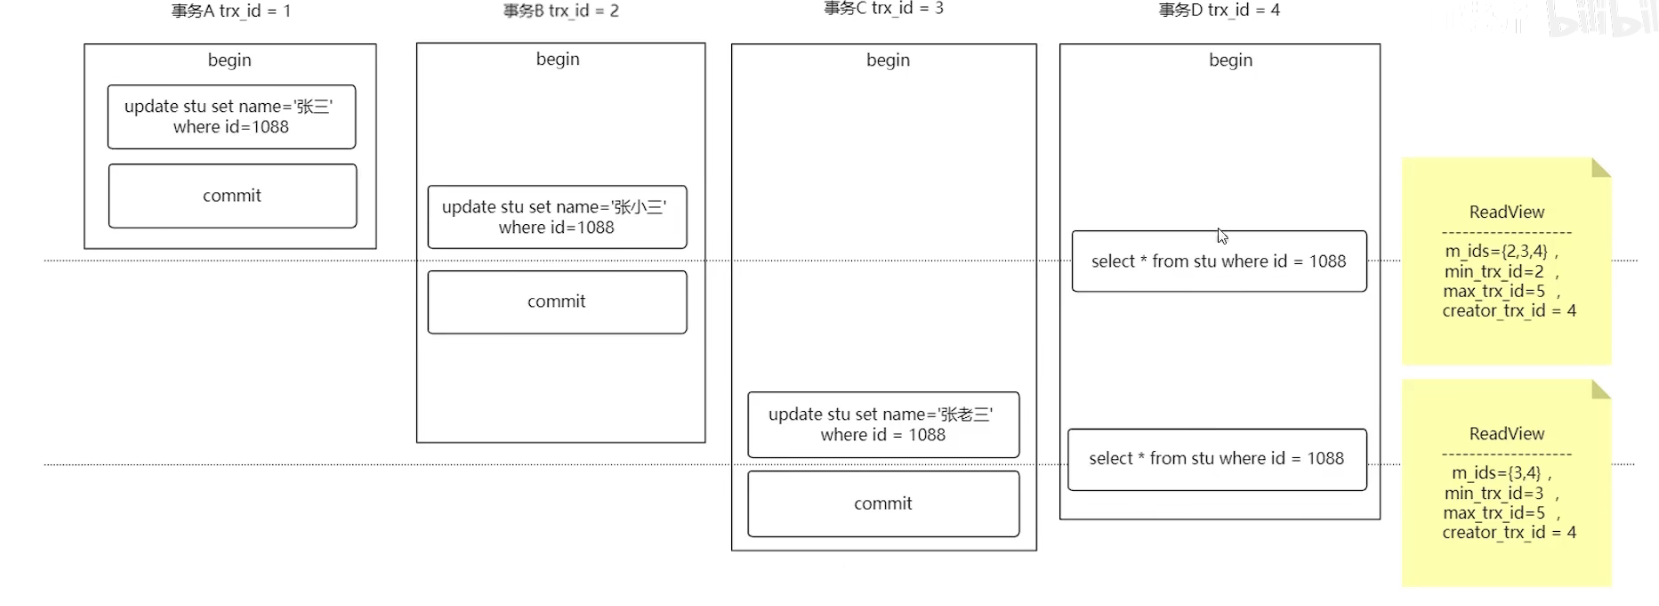 事务A trx_id = 1
begin
update stu set name='张三'
where id=1088
commit
事务B trx_id = 2
begin
update stu set name='张小三'
where id=1088
commit
事务C trx_id = 3
begin
update stu set name='张老三'
where id = 1088
commit
事务D trx_id = 4
begin
select * from stu where id = 1088
select * from stu where id = 1088
ReadView
m_ids={2,3,4} ,
min_trx_id=2 ,
max_trx_id=5 ,
creator_trx_id = 4
ReadView
m_ids={3,4} ,
min_trx_id=3 ,
max_trx_id=5 ,
creator_trx_id = 4